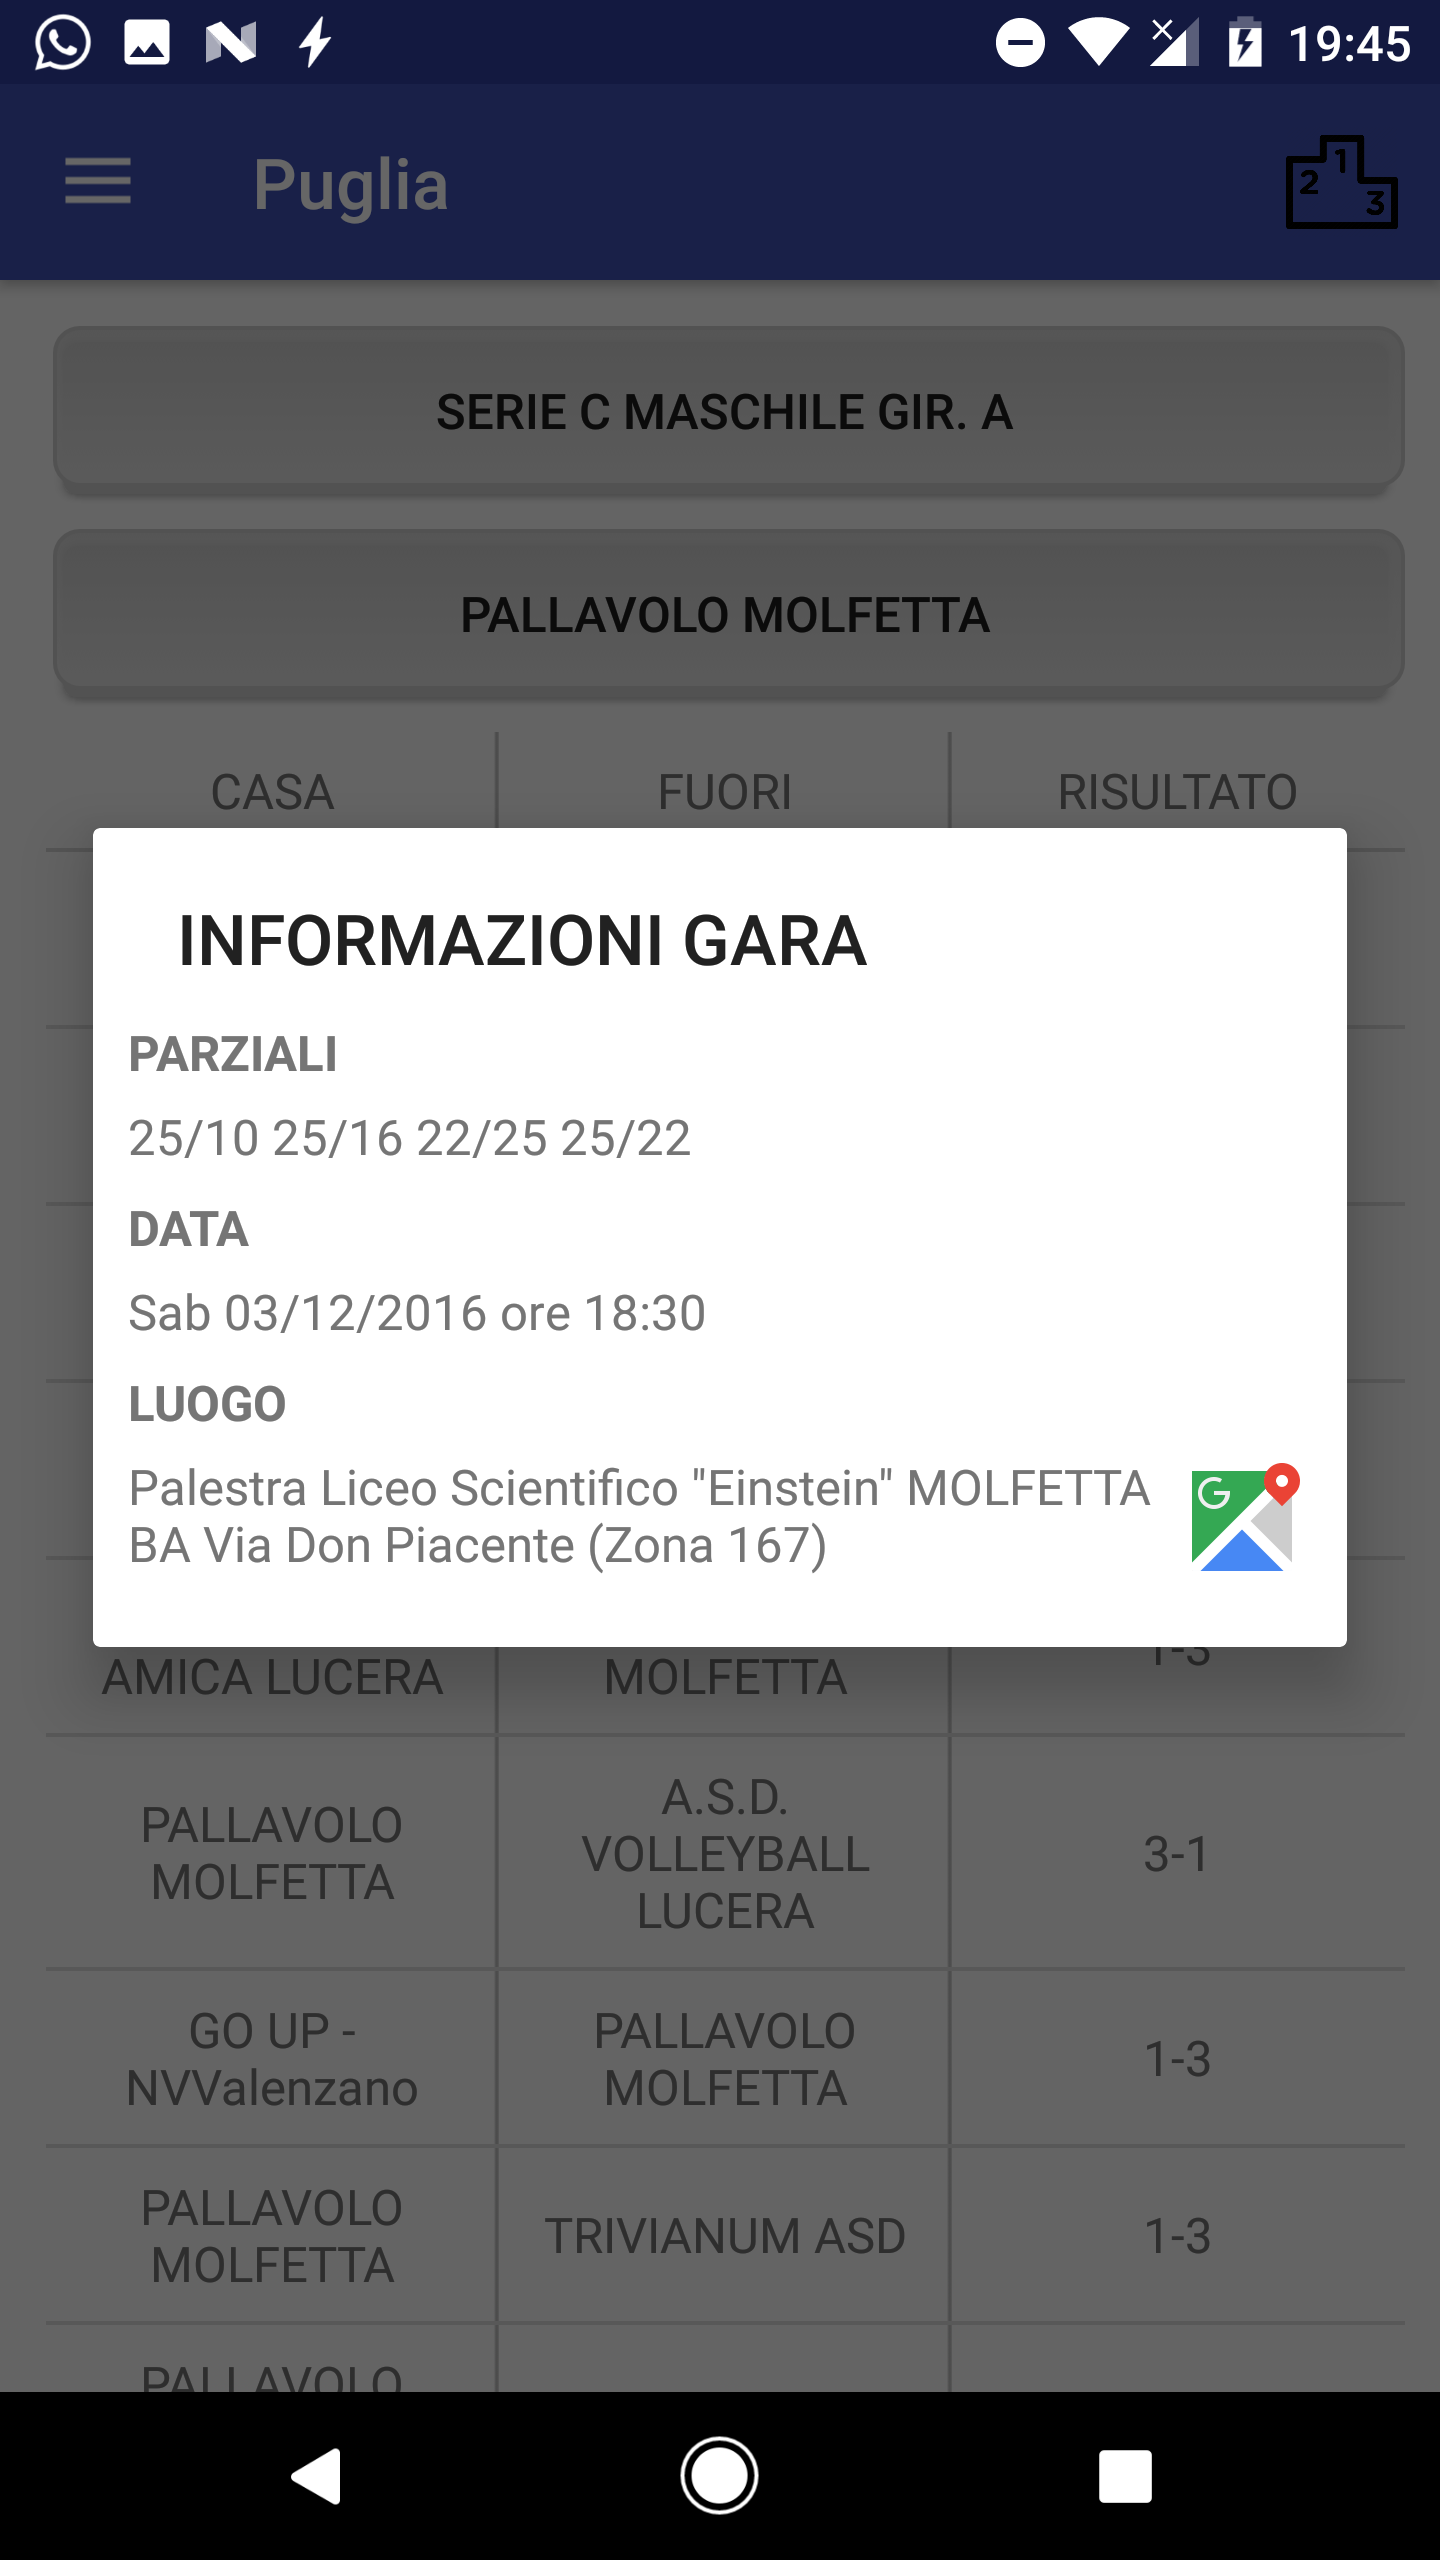 19:45
Puglia
1
2
3
SERIE C MASCHILE GIR. A
PALLAVOLO MOLFETTA
CASA FUORI RISULTATO
INFORMAZIONI GARA
PARZIALI
25/10 25/16 22/25 25/22
DATA
Sab 03/12/2016 ore 18:30
LUOGO
Palestra Liceo Scientifico "Einstein" MOLFETTA
BA Via Don Piacente (Zona 167)
G
AMICA LUCERA MOLFETTA 1-3
PALLAVOLO
MOLFETTA
A.S.D.
VOLLEYBALL
LUCERA
3-1
GO UP -
NVValenzano
PALLAVOLO
MOLFETTA
1-3
PALLAVOLO
MOLFETTA
TRIVIANUM ASD
1-3
PALLAVOLO